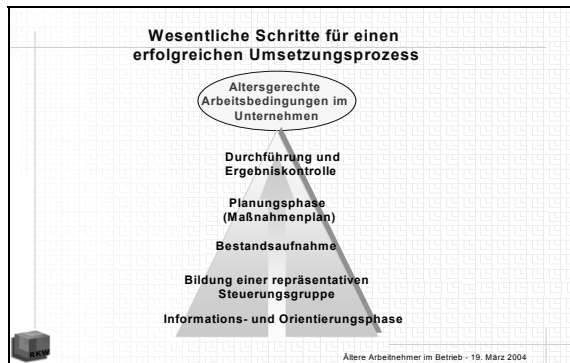 Wesentliche Schritte für einen
erfolgreichen Umsetzungsprozess
Altersgerechte
Arbeitsbedingungen im
Unternehmen
Durchführung und
Ergebniskontrolle
Planungsphase
(Maßnahmenplan)
Bestandsaufnahme
Bildung einer repräsentativen
Steuerungsgruppe
Informations- und Orientierungsphase
RKW
Ältere Arbeitnehmer im Betrieb - 19. März 2004